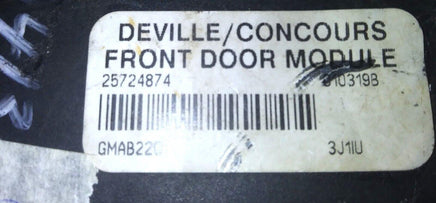 DEVILLE/CONCOURS
FRONT DOOR MODULE
25724874
GMAB220 3J1IU